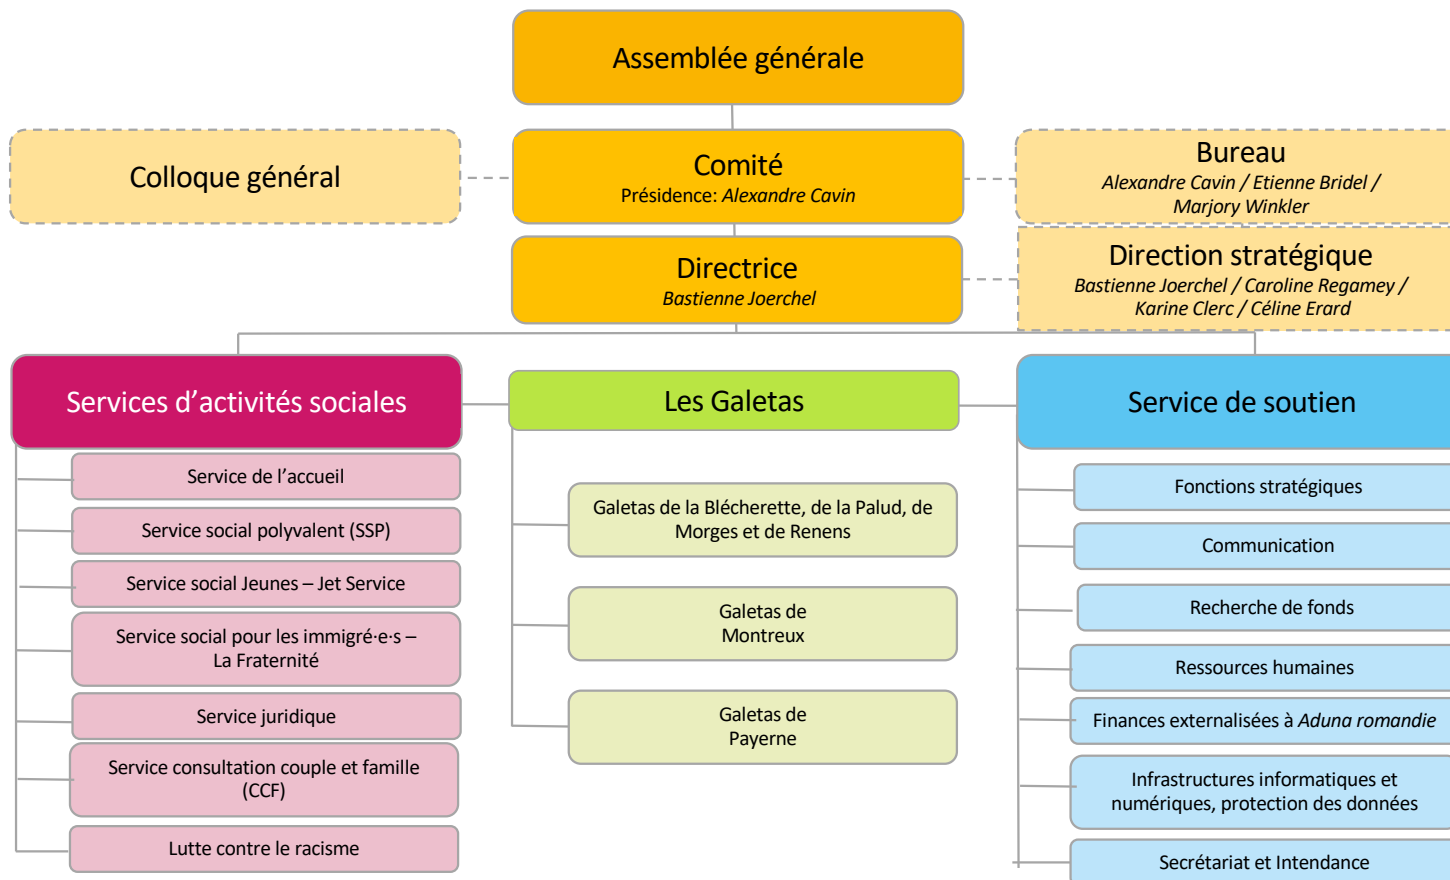 Assemblée générale
Colloque général
Comité
Présidence: Alexandre Cavin
Bureau
Alexandre Cavin / Etienne Bridel /
Marjory Winkler
Directrice
Bastienne Joerchel
Direction stratégique
Bastienne Joerchel / Caroline Regamey /
Karine Clerc / Céline Erard
Services d’activités sociales
Service de l’accueil
Service social polyvalent (SSP)
Service social Jeunes – Jet Service
Service social pour les immigré·e·s –
La Fraternité
Service juridique
Service consultation couple et famille
(CCF)
Lutte contre le racisme
Les Galetas
Galetas de la Blécherette, de la Palud, de
Morges et de Renens
Galetas de
Montreux
Galetas de
Payerne
Service de soutien
Fonctions stratégiques
Communication
Recherche de fonds
Ressources humaines
Finances externalisées à Aduna romandie
Infrastructures informatiques et
numériques, protection des données
Secrétariat et Intendance